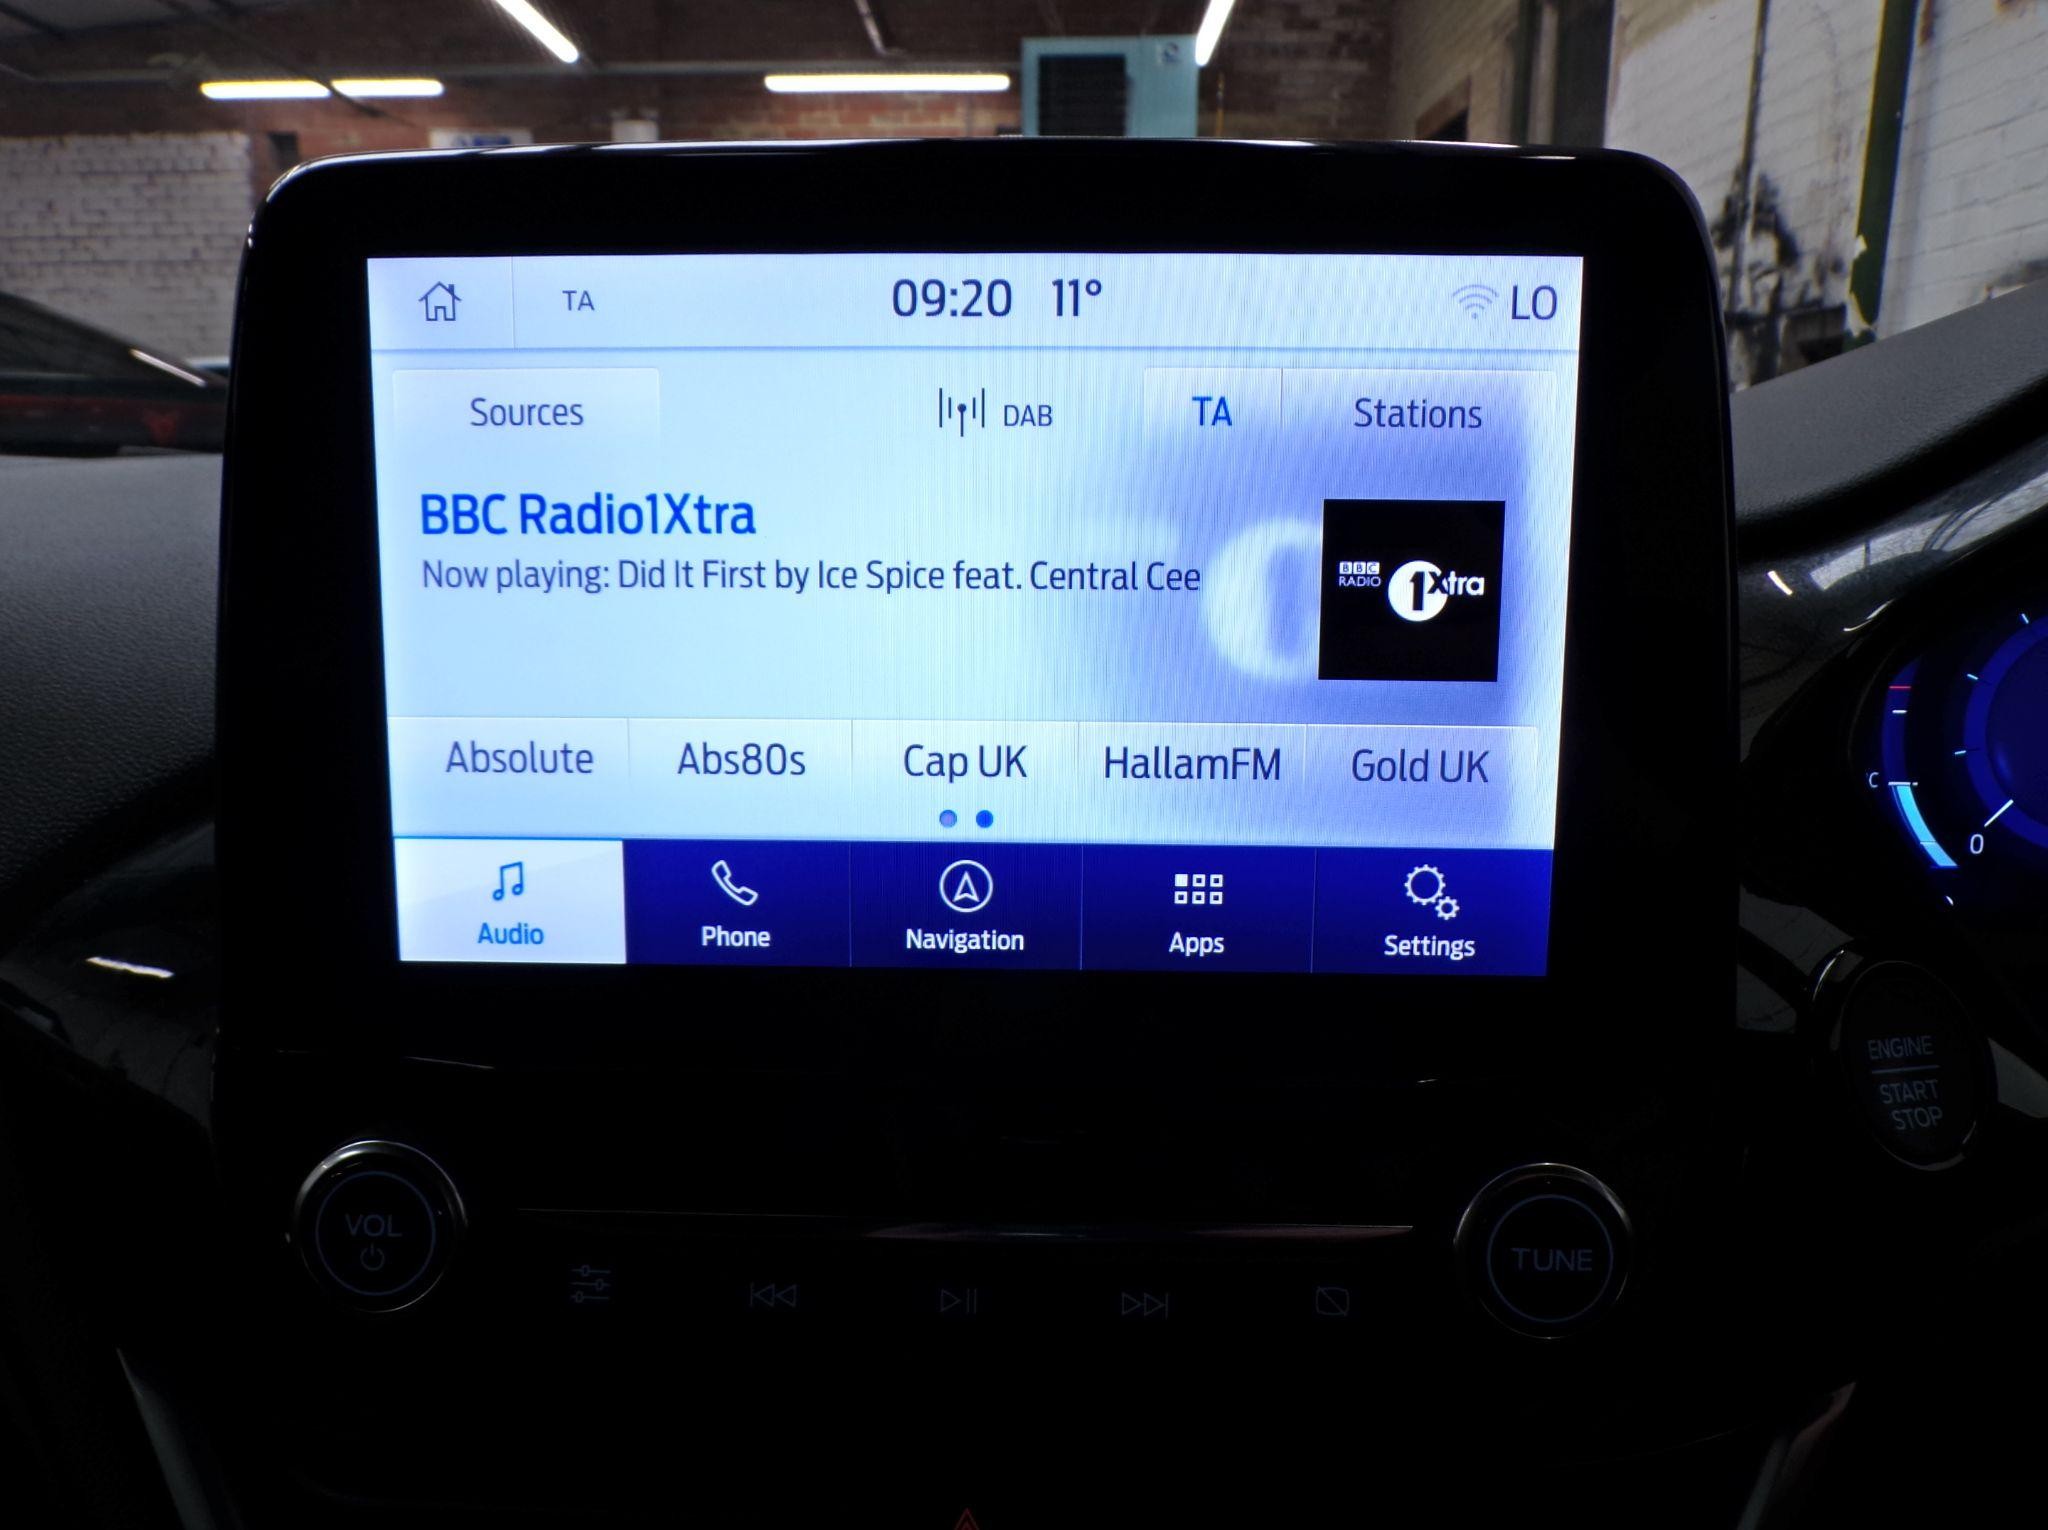 TA 09:20 11° LO
Sources DAB TA Stations
BBC Radio1Xtra
Now playing: Did It First by Ice Spice feat. Central Cee
BBC
RADIO 1Xtra
Absolute Abs80s Cap UK HallamFM Gold UK
Audio Phone Navigation Apps Settings
°C 0
ENGINE
START
STOP
VOL
TUNE